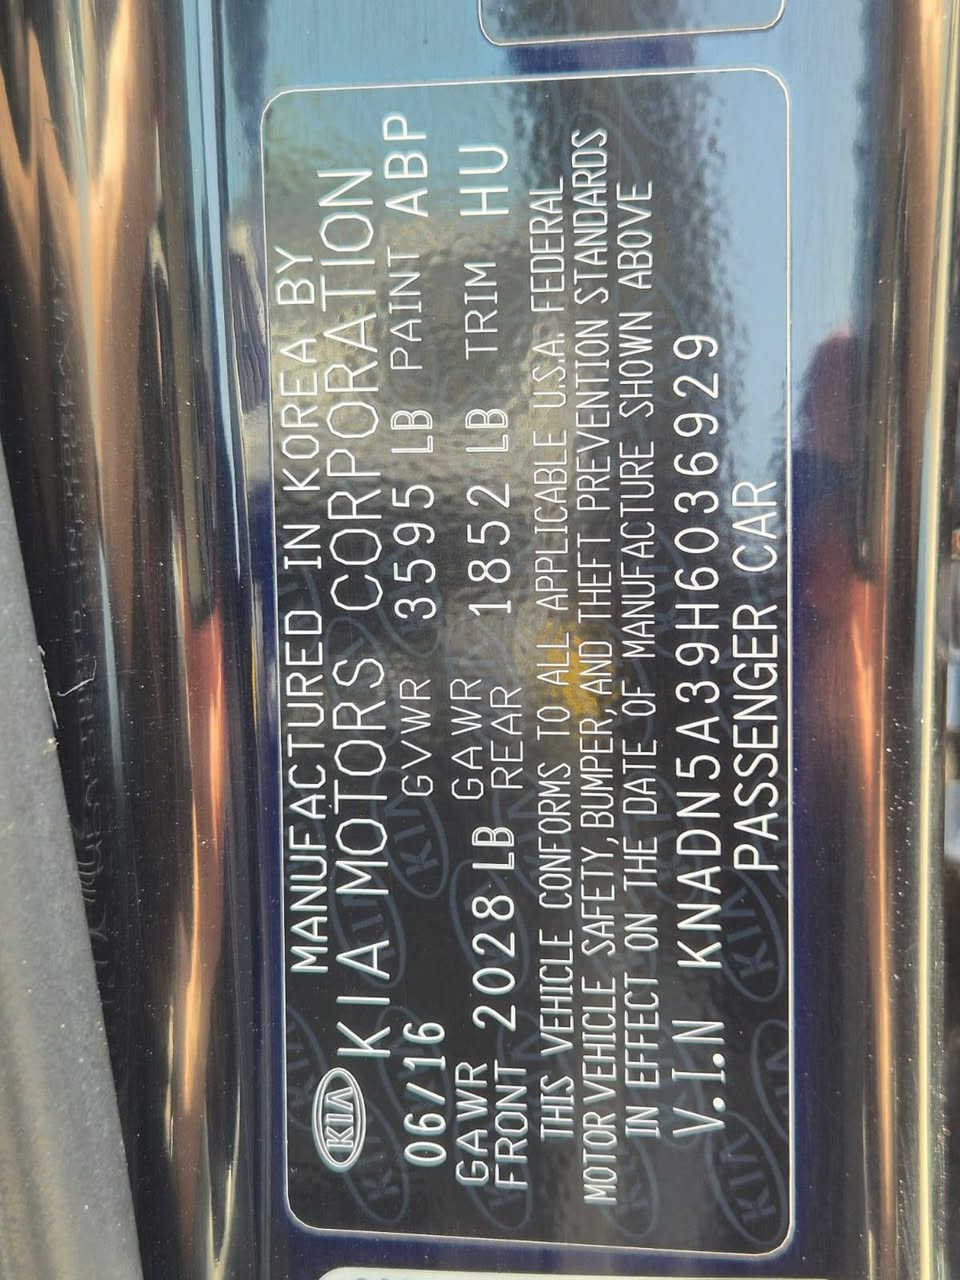 MANUFACTURED IN KOREA BY
KIA KIA MOTORS CORPORATION
06/16 GVWR 3595 LB PAINT ABP
GAWR FRONT 2028 LB GAWR REAR 1852 LB TRIM HU
THIS VEHICLE CONFORMS TO ALL APPLICABLE U.S.A. FEDERAL
MOTOR VEHICLE SAFETY, BUMPER, AND THEFT PREVENTION STANDARDS
IN EFFECT ON THE DATE OF MANUFACTURE SHOWN ABOVE
V.I.N KNADN5A39H6036929
PASSENGER CAR